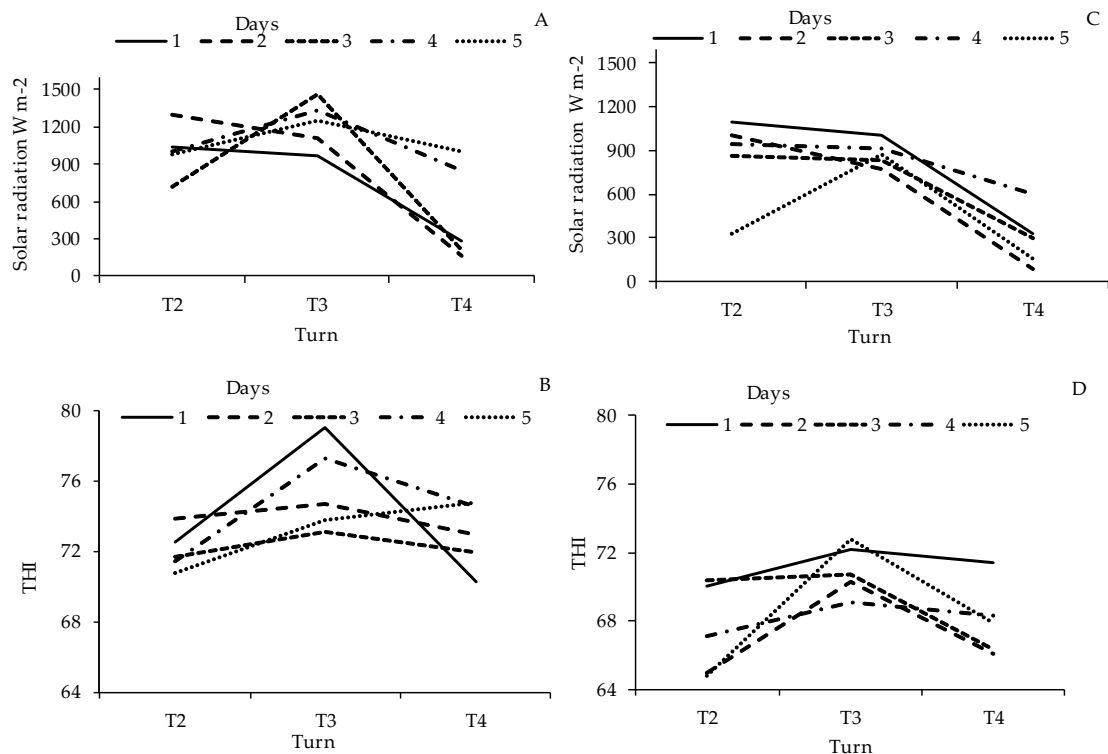 A
Days
1 2 3 4 5
Solar radiation W m-2
1500
1200
900
600
300
0
T2 T3 T4
Turn
C
Days
1 2 3 4 5
Solar radiation W m-2
1500
1200
900
600
300
0
T2 T3 T4
Turn
B
Days
1 2 3 4 5
THI
80
76
72
68
64
T2 T3 T4
Turn
D
Days
1 2 3 4 5
THI
80
76
72
68
64
T2 T3 T4
Turn